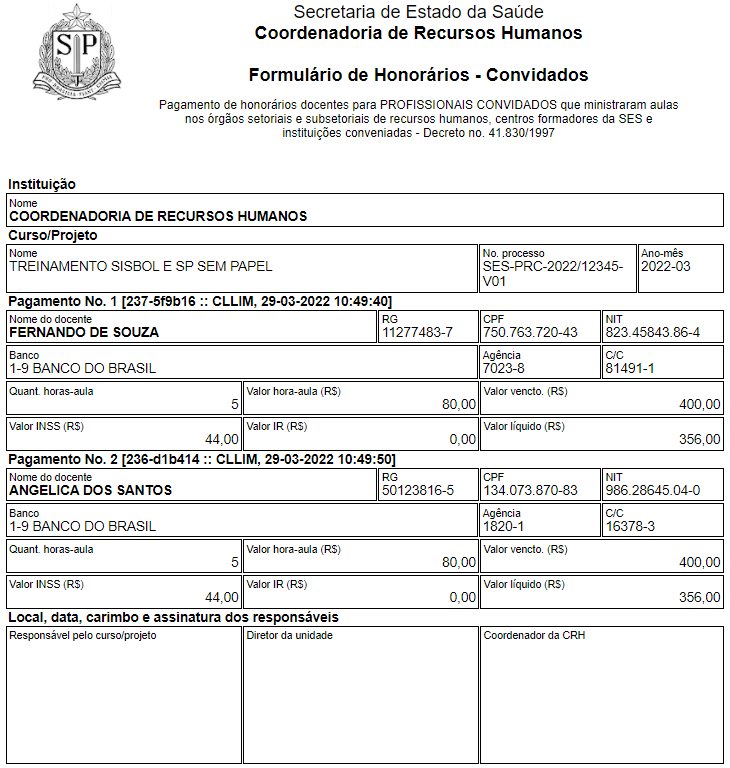 Secretaria de Estado da Saúde
Coordenadoria de Recursos Humanos
Formulário de Honorários - Convidados
Pagamento de honorários docentes para PROFISSIONAIS CONVIDADOS que ministraram aulas
nos órgãos setoriais e subsetoriais de recursos humanos, centros formadores da SES e
instituições conveniadas - Decreto no. 41.830/1997
S P
Instituição
Nome
COORDENADORIA DE RECURSOS HUMANOS
Curso/Projeto
Nome No. processo Ano-mês
TREINAMENTO SISBOL E SP SEM PAPEL SES-PRC-2022/12345- 2022-03
V01
Pagamento No. 1 [237-5f9b16 :: CLLIM, 29-03-2022 10:49:40]
Nome do docente RG CPF NIT
FERNANDO DE SOUZA 11277483-7 750.763.720-43 823.45843.86-4
Banco Agência C/C
1-9 BANCO DO BRASIL 7023-8 81491-1
Quant. horas-aula Valor hora-aula (R$) Valor vencto. (R$)
5 80,00 400,00
Valor INSS (R$) Valor IR (R$) Valor líquido (R$)
44,00 0,00 356,00
Pagamento No. 2 [236-d1b414 :: CLLIM, 29-03-2022 10:49:50]
Nome do docente RG CPF NIT
ANGELICA DOS SANTOS 50123816-5 134.073.870-83 986.28645.04-0
Banco Agência C/C
1-9 BANCO DO BRASIL 1820-1 16378-3
Quant. horas-aula Valor hora-aula (R$) Valor vencto. (R$)
5 80,00 400,00
Valor INSS (R$) Valor IR (R$) Valor líquido (R$)
44,00 0,00 356,00
Local, data, carimbo e assinatura dos responsáveis
Responsável pelo curso/projeto Diretor da unidade Coordenador da CRH